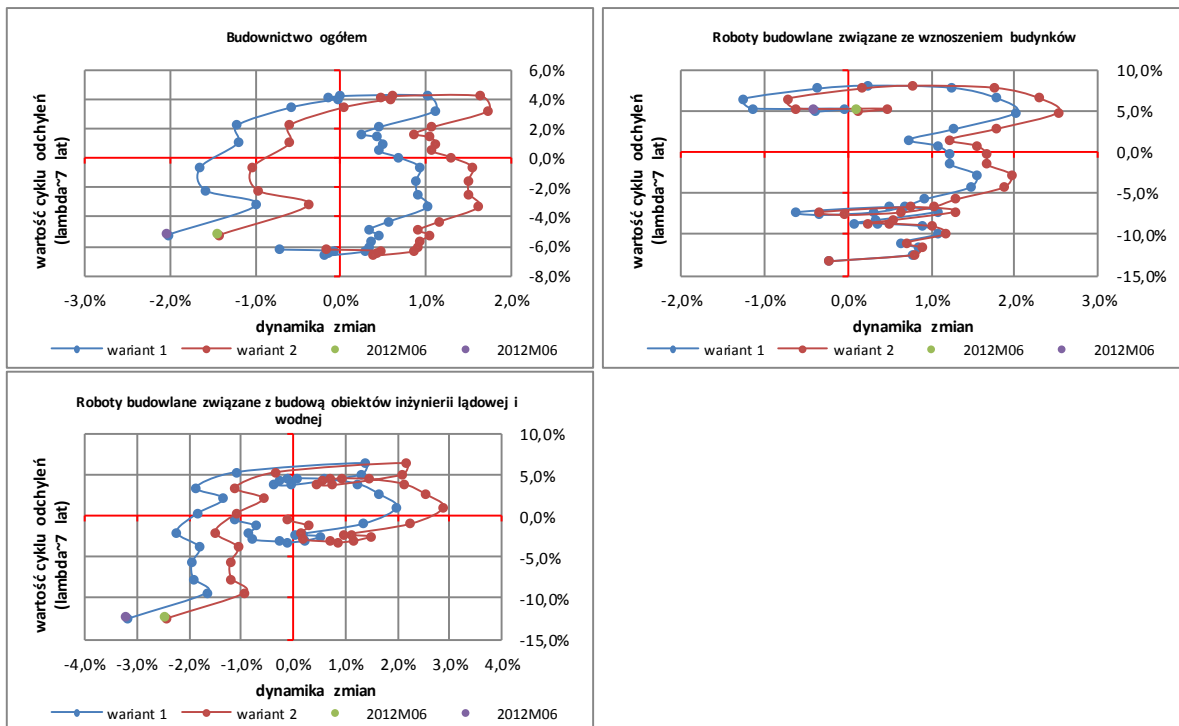 Budownictwo ogółem
6,0%
4,0%
2,0%
0,0%
-2,0%
-4,0%
-6,0%
-8,0%
wartość cyklu odchyleń
(lambda~7 lat)
-3,0% -2,0% -1,0% 0,0% 1,0% 2,0%
dynamika zmian
wariant 1 wariant 2 2012M06 2012M06
Roboty budowlane związane ze wznoszeniem budynków
10,0%
5,0%
0,0%
-5,0%
-10,0%
-15,0%
wartość cyklu odchyleń
(lambda~7 lat)
-2,0% -1,0% 0,0% 1,0% 2,0% 3,0%
dynamika zmian
wariant 1 wariant 2 2012M06 2012M06
Roboty budowlane związane z budową obiektów inżynierii lądowej i
wodnej
10,0%
5,0%
0,0%
-5,0%
-10,0%
-15,0%
wartość cyklu odchyleń
(lambda~7 lat)
-4,0% -3,0% -2,0% -1,0% 0,0% 1,0% 2,0% 3,0% 4,0%
dynamika zmian
wariant 1 wariant 2 2012M06 2012M06